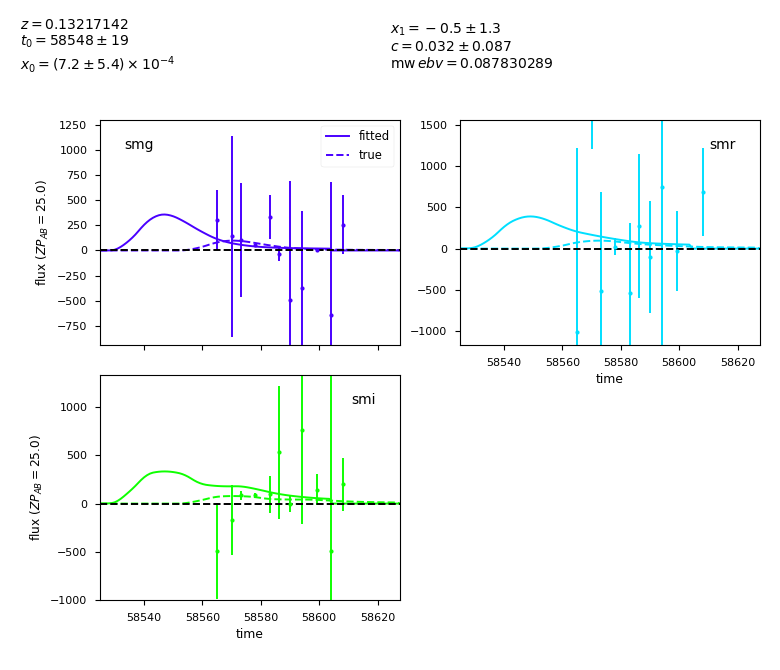 z = 0.13217142
t₀ = 58548 ± 19
x₀ = (7.2 ± 5.4) × 10⁻⁴
x₁ = −0.5 ± 1.3
c = 0.032 ± 0.087
mw ebv = 0.087830289
smg
fitted
true
1250
1000
750
500
250
0
−250
−500
−750
flux (ZP_AB = 25.0)
smr
1500
1000
500
0
−500
−1000
58540 58560 58580 58600 58620
time
smi
1000
500
0
−500
−1000
flux (ZP_AB = 25.0)
58540 58560 58580 58600 58620
time